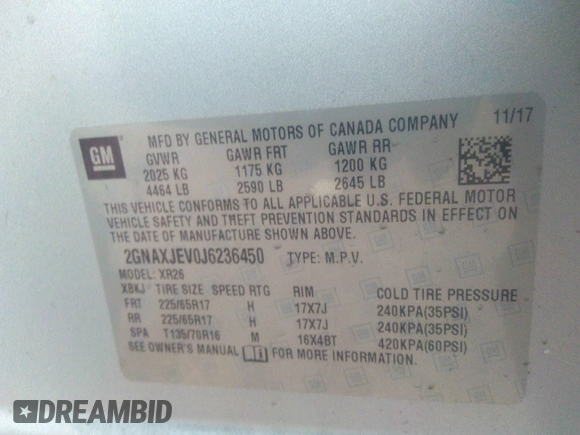 GM
MFD BY GENERAL MOTORS OF CANADA COMPANY 11/17
GVWR GAWR FRT GAWR RR
2025 KG 1175 KG 1200 KG
4464 LB 2590 LB 2645 LB
THIS VEHICLE CONFORMS TO ALL APPLICABLE U.S. FEDERAL MOTOR
VEHICLE SAFETY AND THEFT PREVENTION STANDARDS IN EFFECT ON
THE DATE OF MANUFACTURE SHOWN ABOVE.
2GNAXJEV0J6236450 TYPE: M.P.V.
MODEL: XR26
XBKJ TIRE SIZE SPEED RTG RIM COLD TIRE PRESSURE
FRT 225/65R17 H 17X7J 240KPA(35PSI)
RR 225/65R17 H 17X7J 240KPA(35PSI)
SPA T135/70R16 M 16X4BT 420KPA(60PSI)
SEE OWNER'S MANUAL FOR MORE INFORMATION.
DREAMBID